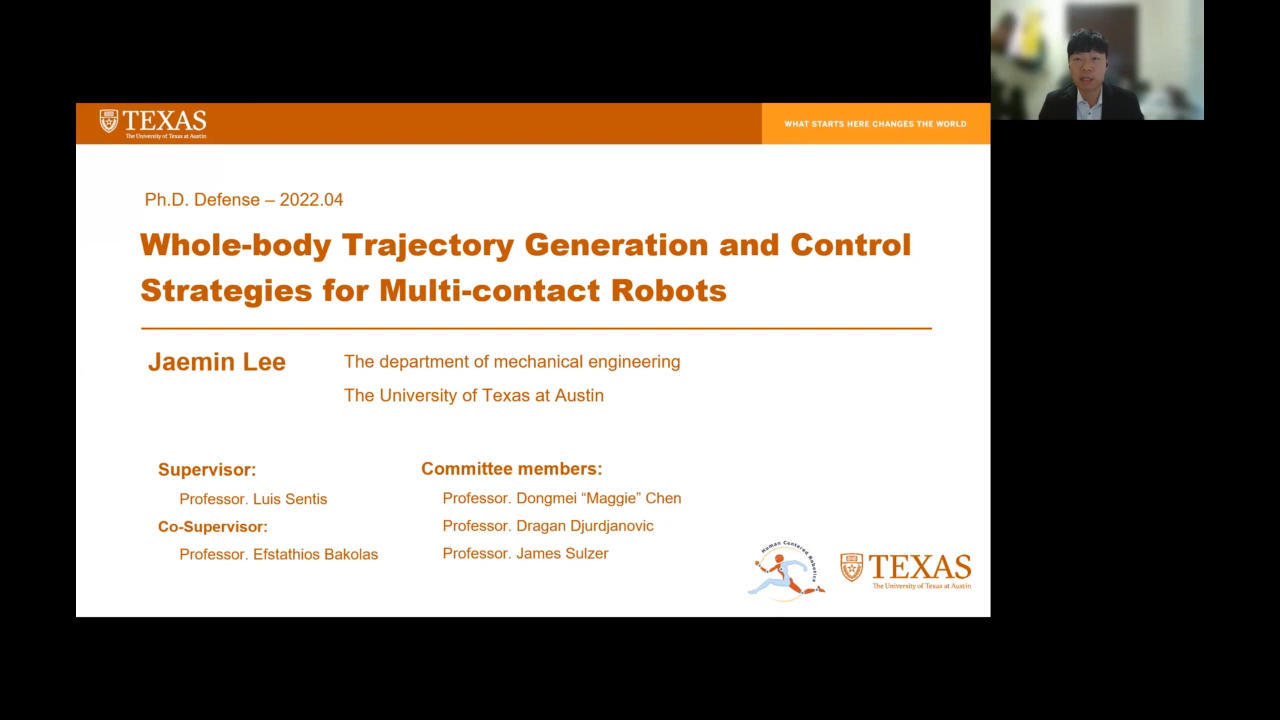 TEXAS
The University of Texas at Austin
WHAT STARTS HERE CHANGES THE WORLD
Ph.D. Defense – 2022.04
Whole-body Trajectory Generation and Control
Strategies for Multi-contact Robots
Jaemin Lee
The department of mechanical engineering
The University of Texas at Austin
Supervisor:
Professor. Luis Sentis
Co-Supervisor:
Professor. Efstathios Bakolas
Committee members:
Professor. Dongmei “Maggie” Chen
Professor. Dragan Djurdjanovic
Professor. James Sulzer
Human Centered Robotics
TEXAS
The University of Texas at Austin